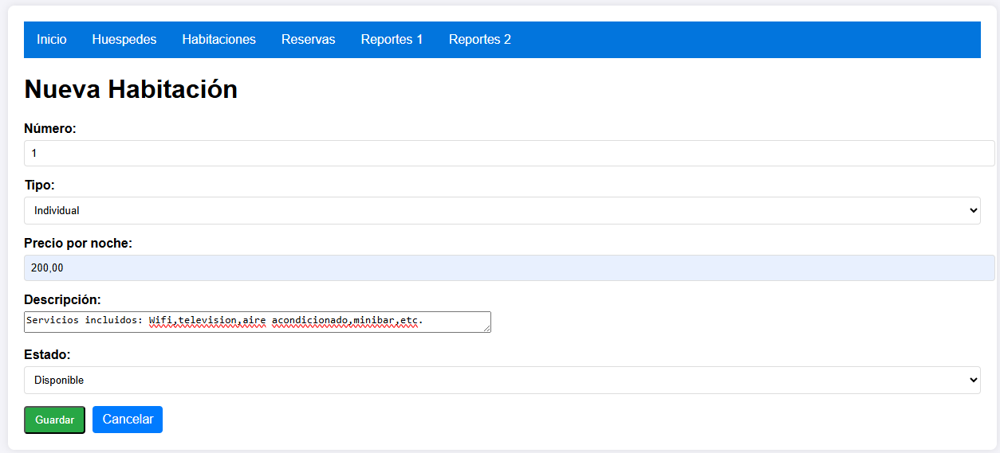 Inicio Huespedes Habitaciones Reservas Reportes 1 Reportes 2
Nueva Habitación
Número:
1
Tipo:
Individual
Precio por noche:
200,00
Descripción:
Servicios incluidos: Wifi,television,aire acondicionado,minibar,etc.
Estado:
Disponible
Guardar Cancelar